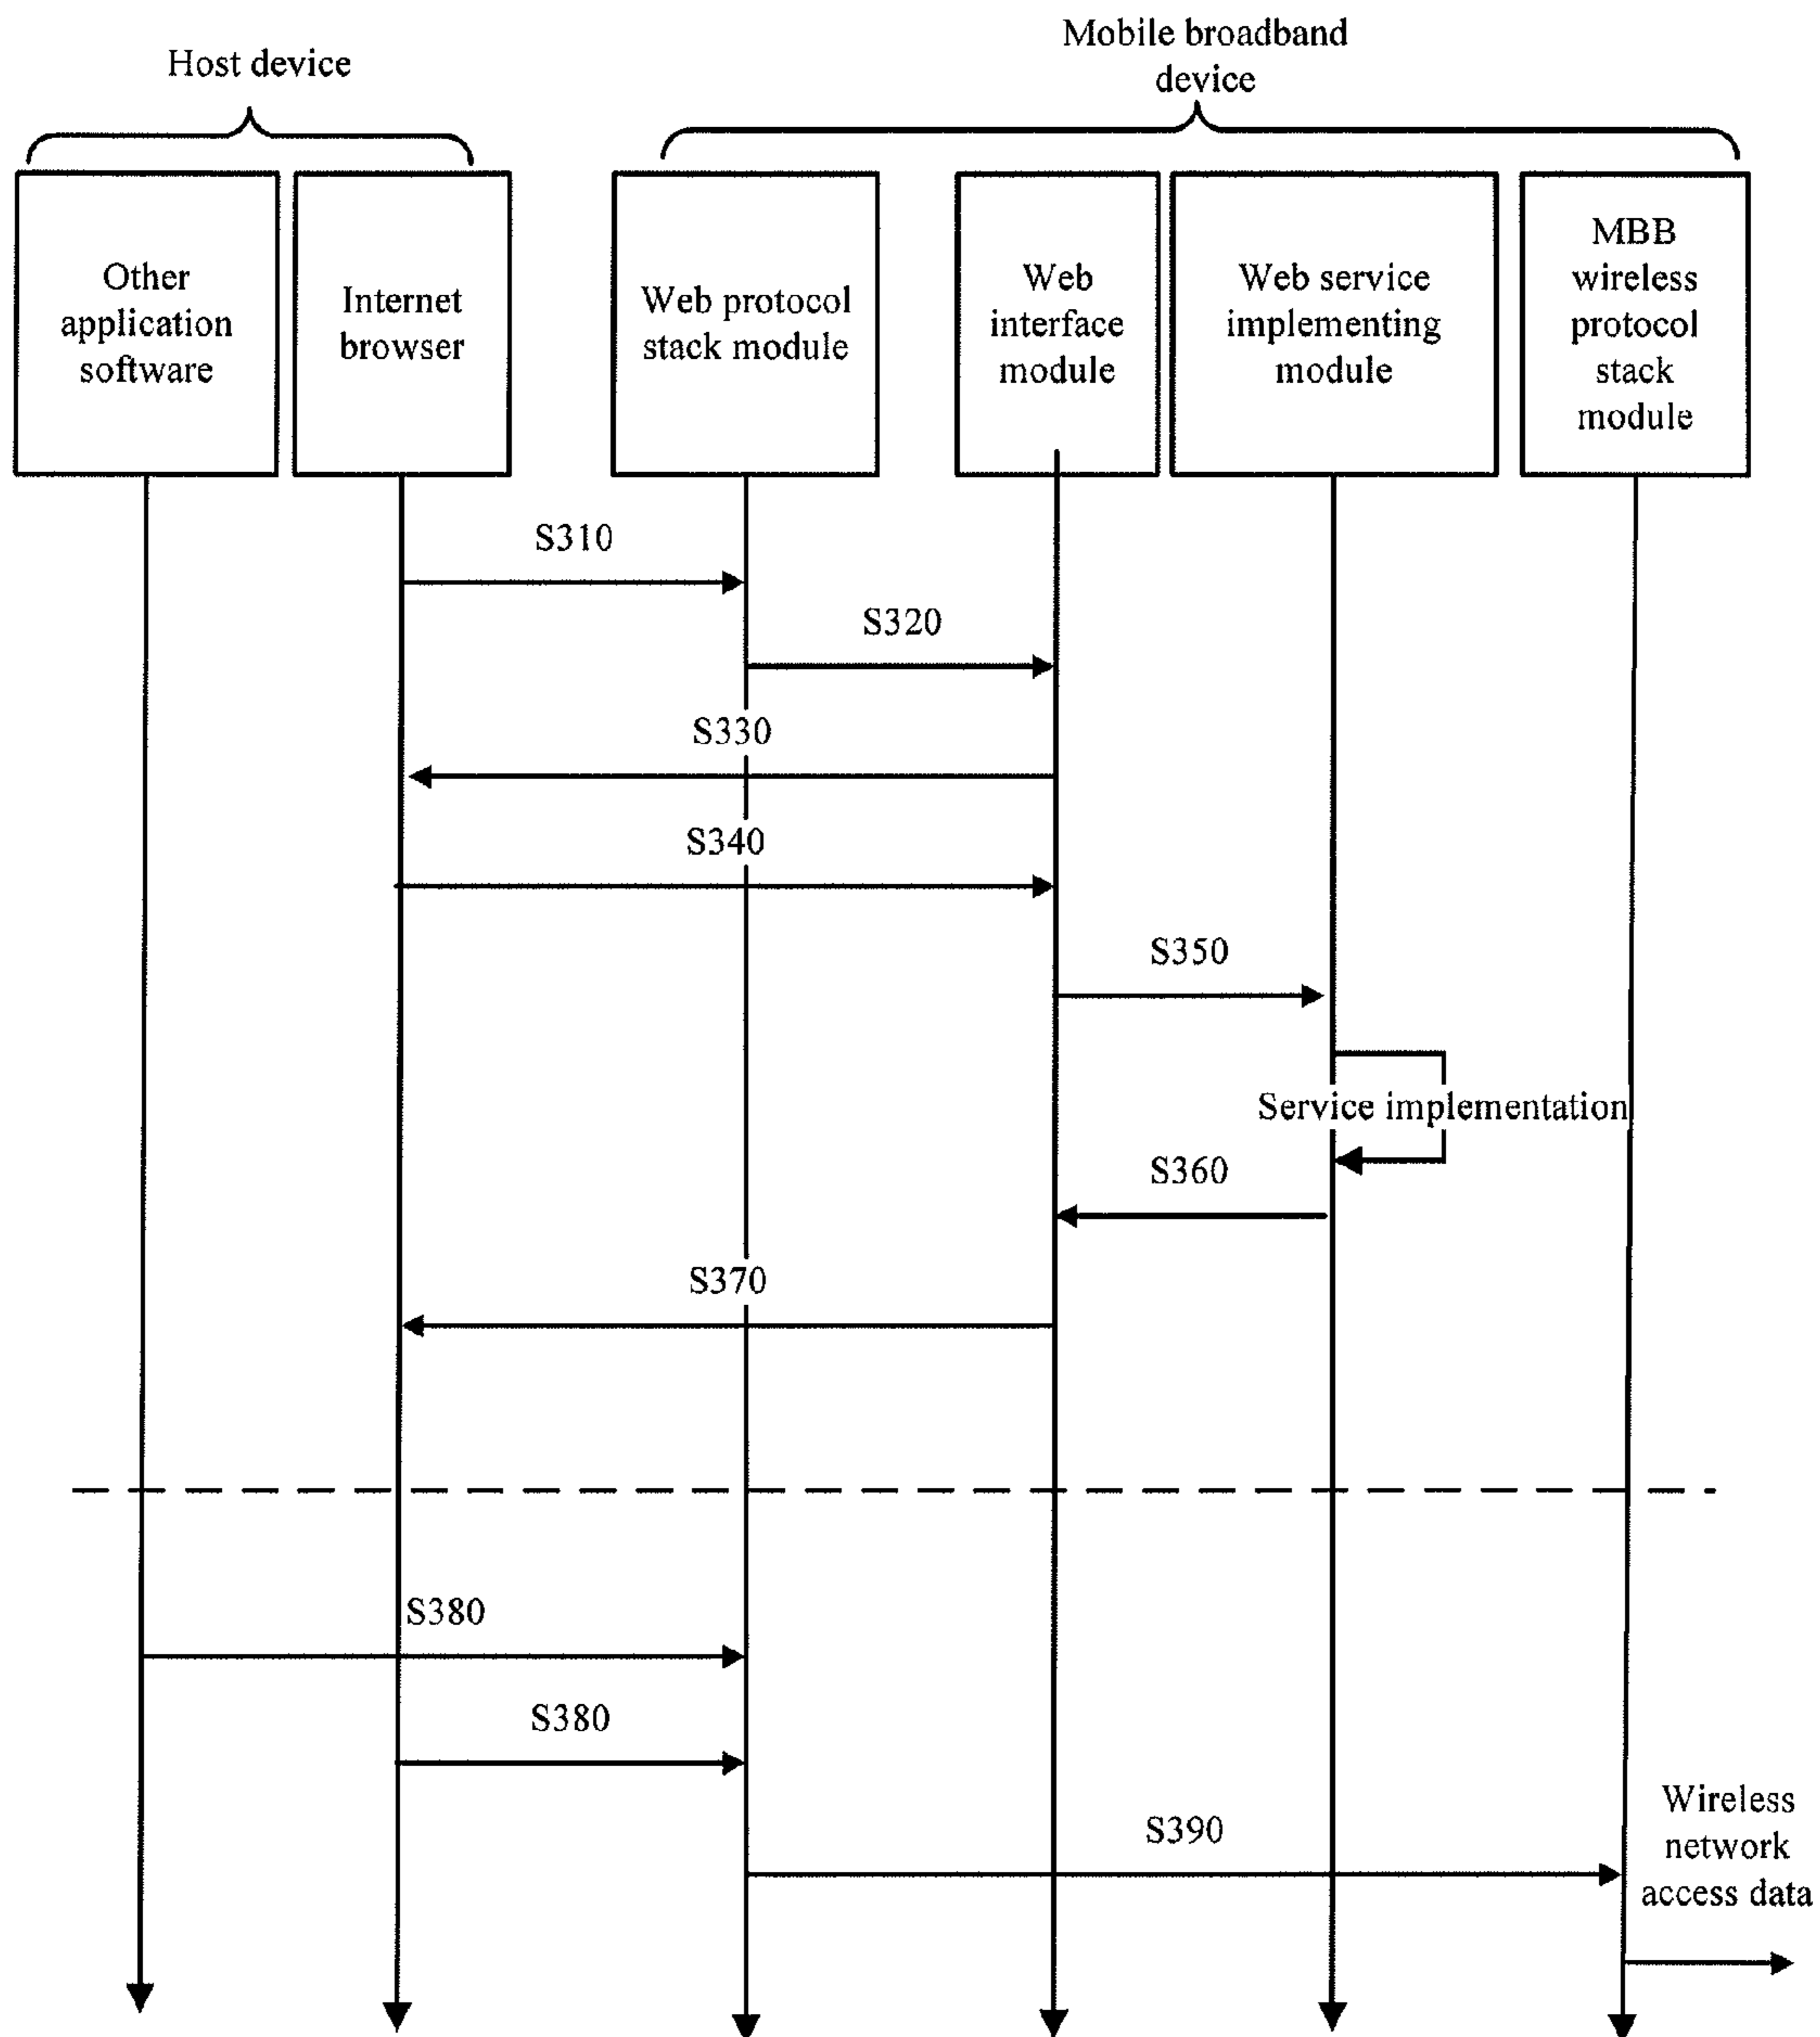 Host device
Mobile broadband
device
Other
application
software
Internet
browser
Web protocol
stack module
Web
interface
module
Web service
implementing
module
MBB
wireless
protocol
stack
module
S310
S320
S330
S340
S350
Service implementation
S360
S370
S380
S380
S390
Wireless
network
access data